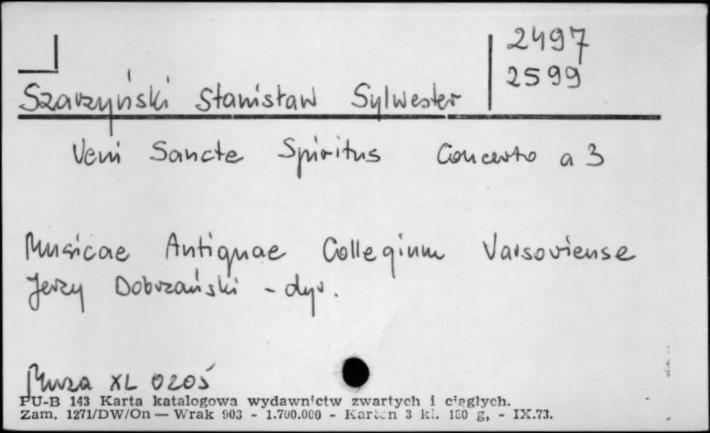 2497
2599
Szarzyński Stanisław Sylwester
Veni Sancte Spiritus Concerto a 3
Musicae Antiquae Collegium Varsoviense
Jerzy Dobrzański - dyr.
Muza XL 0205
PU-B 143 Karta katalogowa wydawnictw zwartych i ciągłych.
Zam. 1271/DW/On — Wrak 903 - 1.700.000 - Karton 3 kl. 180 g, - IX.73.